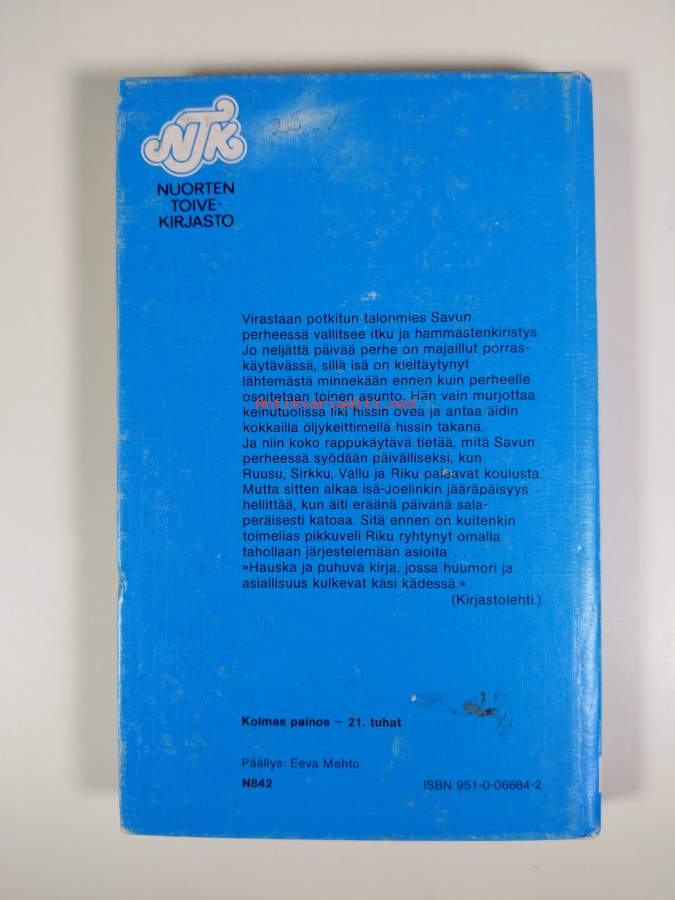 NTK
NUORTEN
TOIVE-
KIRJASTO
25
Virastaan potkitun talonmies Savun
perheessä vallitsee itku ja hammastenkiristys.
Jo neljättä päivää perhe on majaillut porras-
käytävässä, sillä isä on kieltäytynyt
lähtemästä minnekään ennen kuin perheelle
osoitetaan toinen asunto. Hän vain murjottaa
Antikvariaatti.com
keinutuolissa liki hissin ovea ja antaa äidin
kokkailla öljykeittimellä hissin takana.
Ja niin koko rappukäytävä tietää, mitä Savun
perheessä syödään päivälliseksi, kun
Ruusu, Sirkku, Vallu ja Riku palaavat koulusta.
Mutta sitten alkaa isä-Joelinkin jääräpäisyys
hellittää, kun äiti eräänä päivänä sala-
peräisesti katoaa. Sitä ennen on kuitenkin
toimelias pikkuveli Riku ryhtynyt omalla
tahollaan järjestelemään asioita . . .
»Hauska ja puhuva kirja, jossa huumori ja
asiallisuus kulkevat käsi kädessä.»
(Kirjastolehti.)
Kolmas painos – 21. tuhat
Päällys: Eeva Mehto
N842
ISBN 951-0-06684-2